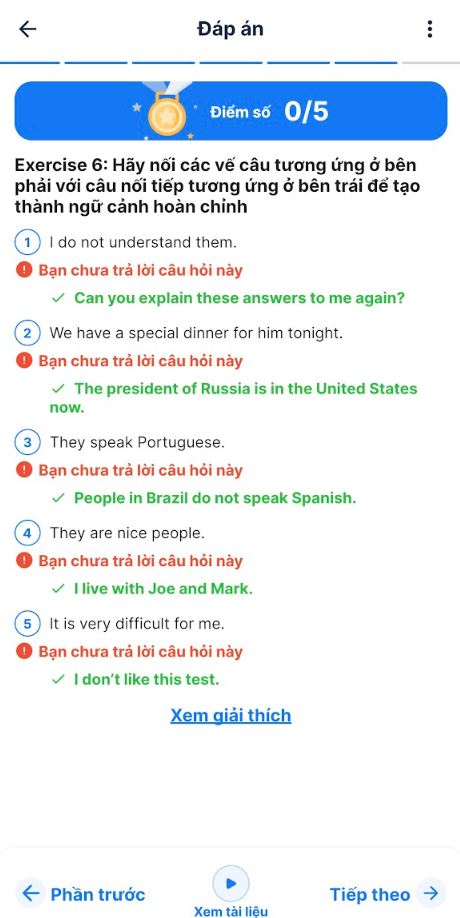 Đáp án
Điểm số 0/5
Exercise 6: Hãy nối các vế câu tương ứng ở bên
phải với câu nối tiếp tương ứng ở bên trái để tạo
thành ngữ cảnh hoàn chỉnh
1 I do not understand them.
! Bạn chưa trả lời câu hỏi này
✓ Can you explain these answers to me again?
2 We have a special dinner for him tonight.
! Bạn chưa trả lời câu hỏi này
✓ The president of Russia is in the United States
now.
3 They speak Portuguese.
! Bạn chưa trả lời câu hỏi này
✓ People in Brazil do not speak Spanish.
4 They are nice people.
! Bạn chưa trả lời câu hỏi này
✓ I live with Joe and Mark.
5 It is very difficult for me.
! Bạn chưa trả lời câu hỏi này
✓ I don't like this test.
Xem giải thích
Phần trước
Xem tài liệu
Tiếp theo